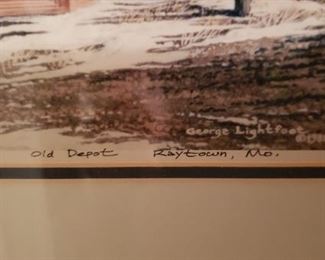 George Lightfoot
Old Depot Raytown, Mo.